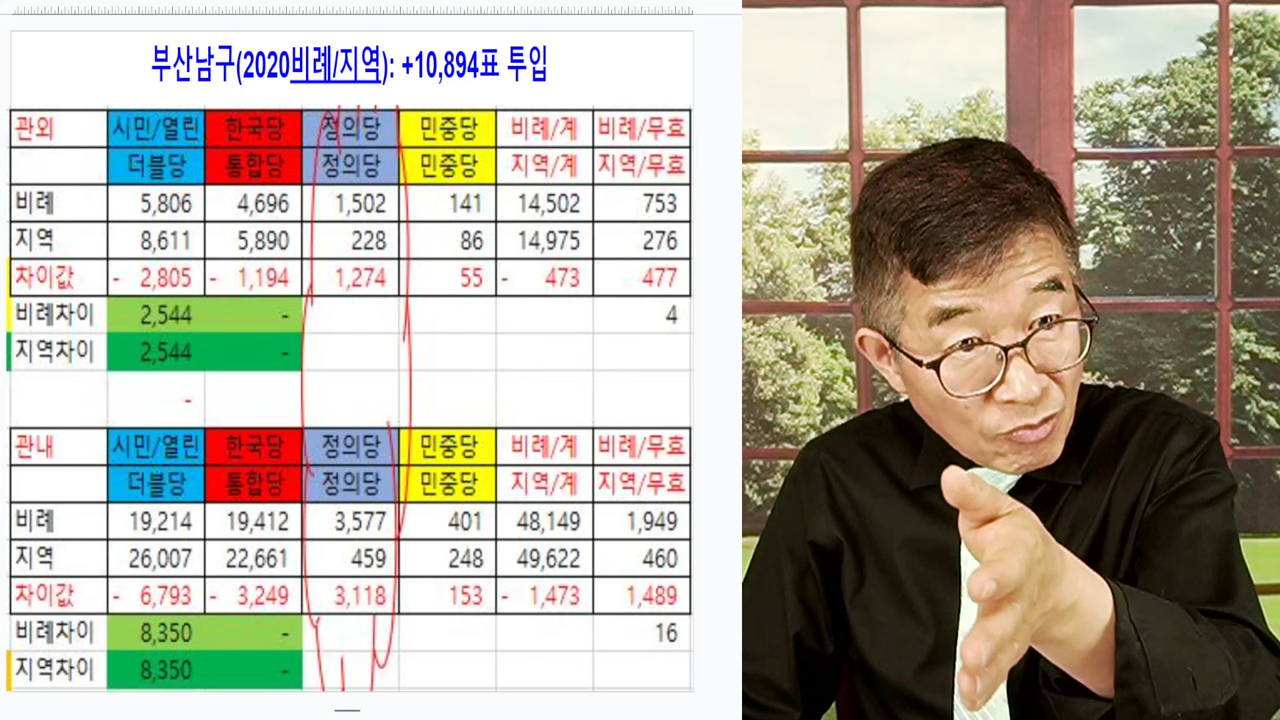 부산남구(2020비례/지역): +10,894표 투입
관외 시민/열린 한국당 정의당 민중당 비례/계 비례/무효
더블당 통합당 정의당 민중당 지역/계 지역/무효
비례 5,806 4,696 1,502 141 14,502 753
지역 8,611 5,890 228 86 14,975 276
차이값 - 2,805 - 1,194 1,274 55 - 473 477
비례차이 2,544 - 4
지역차이 2,544 -
-
관내 시민/열린 한국당 정의당 민중당 비례/계 비례/무효
더블당 통합당 정의당 민중당 지역/계 지역/무효
비례 19,214 19,412 3,577 401 48,149 1,949
지역 26,007 22,661 459 248 49,622 460
차이값 - 6,793 - 3,249 3,118 153 - 1,473 1,489
비례차이 8,350 - 16
지역차이 8,350 -